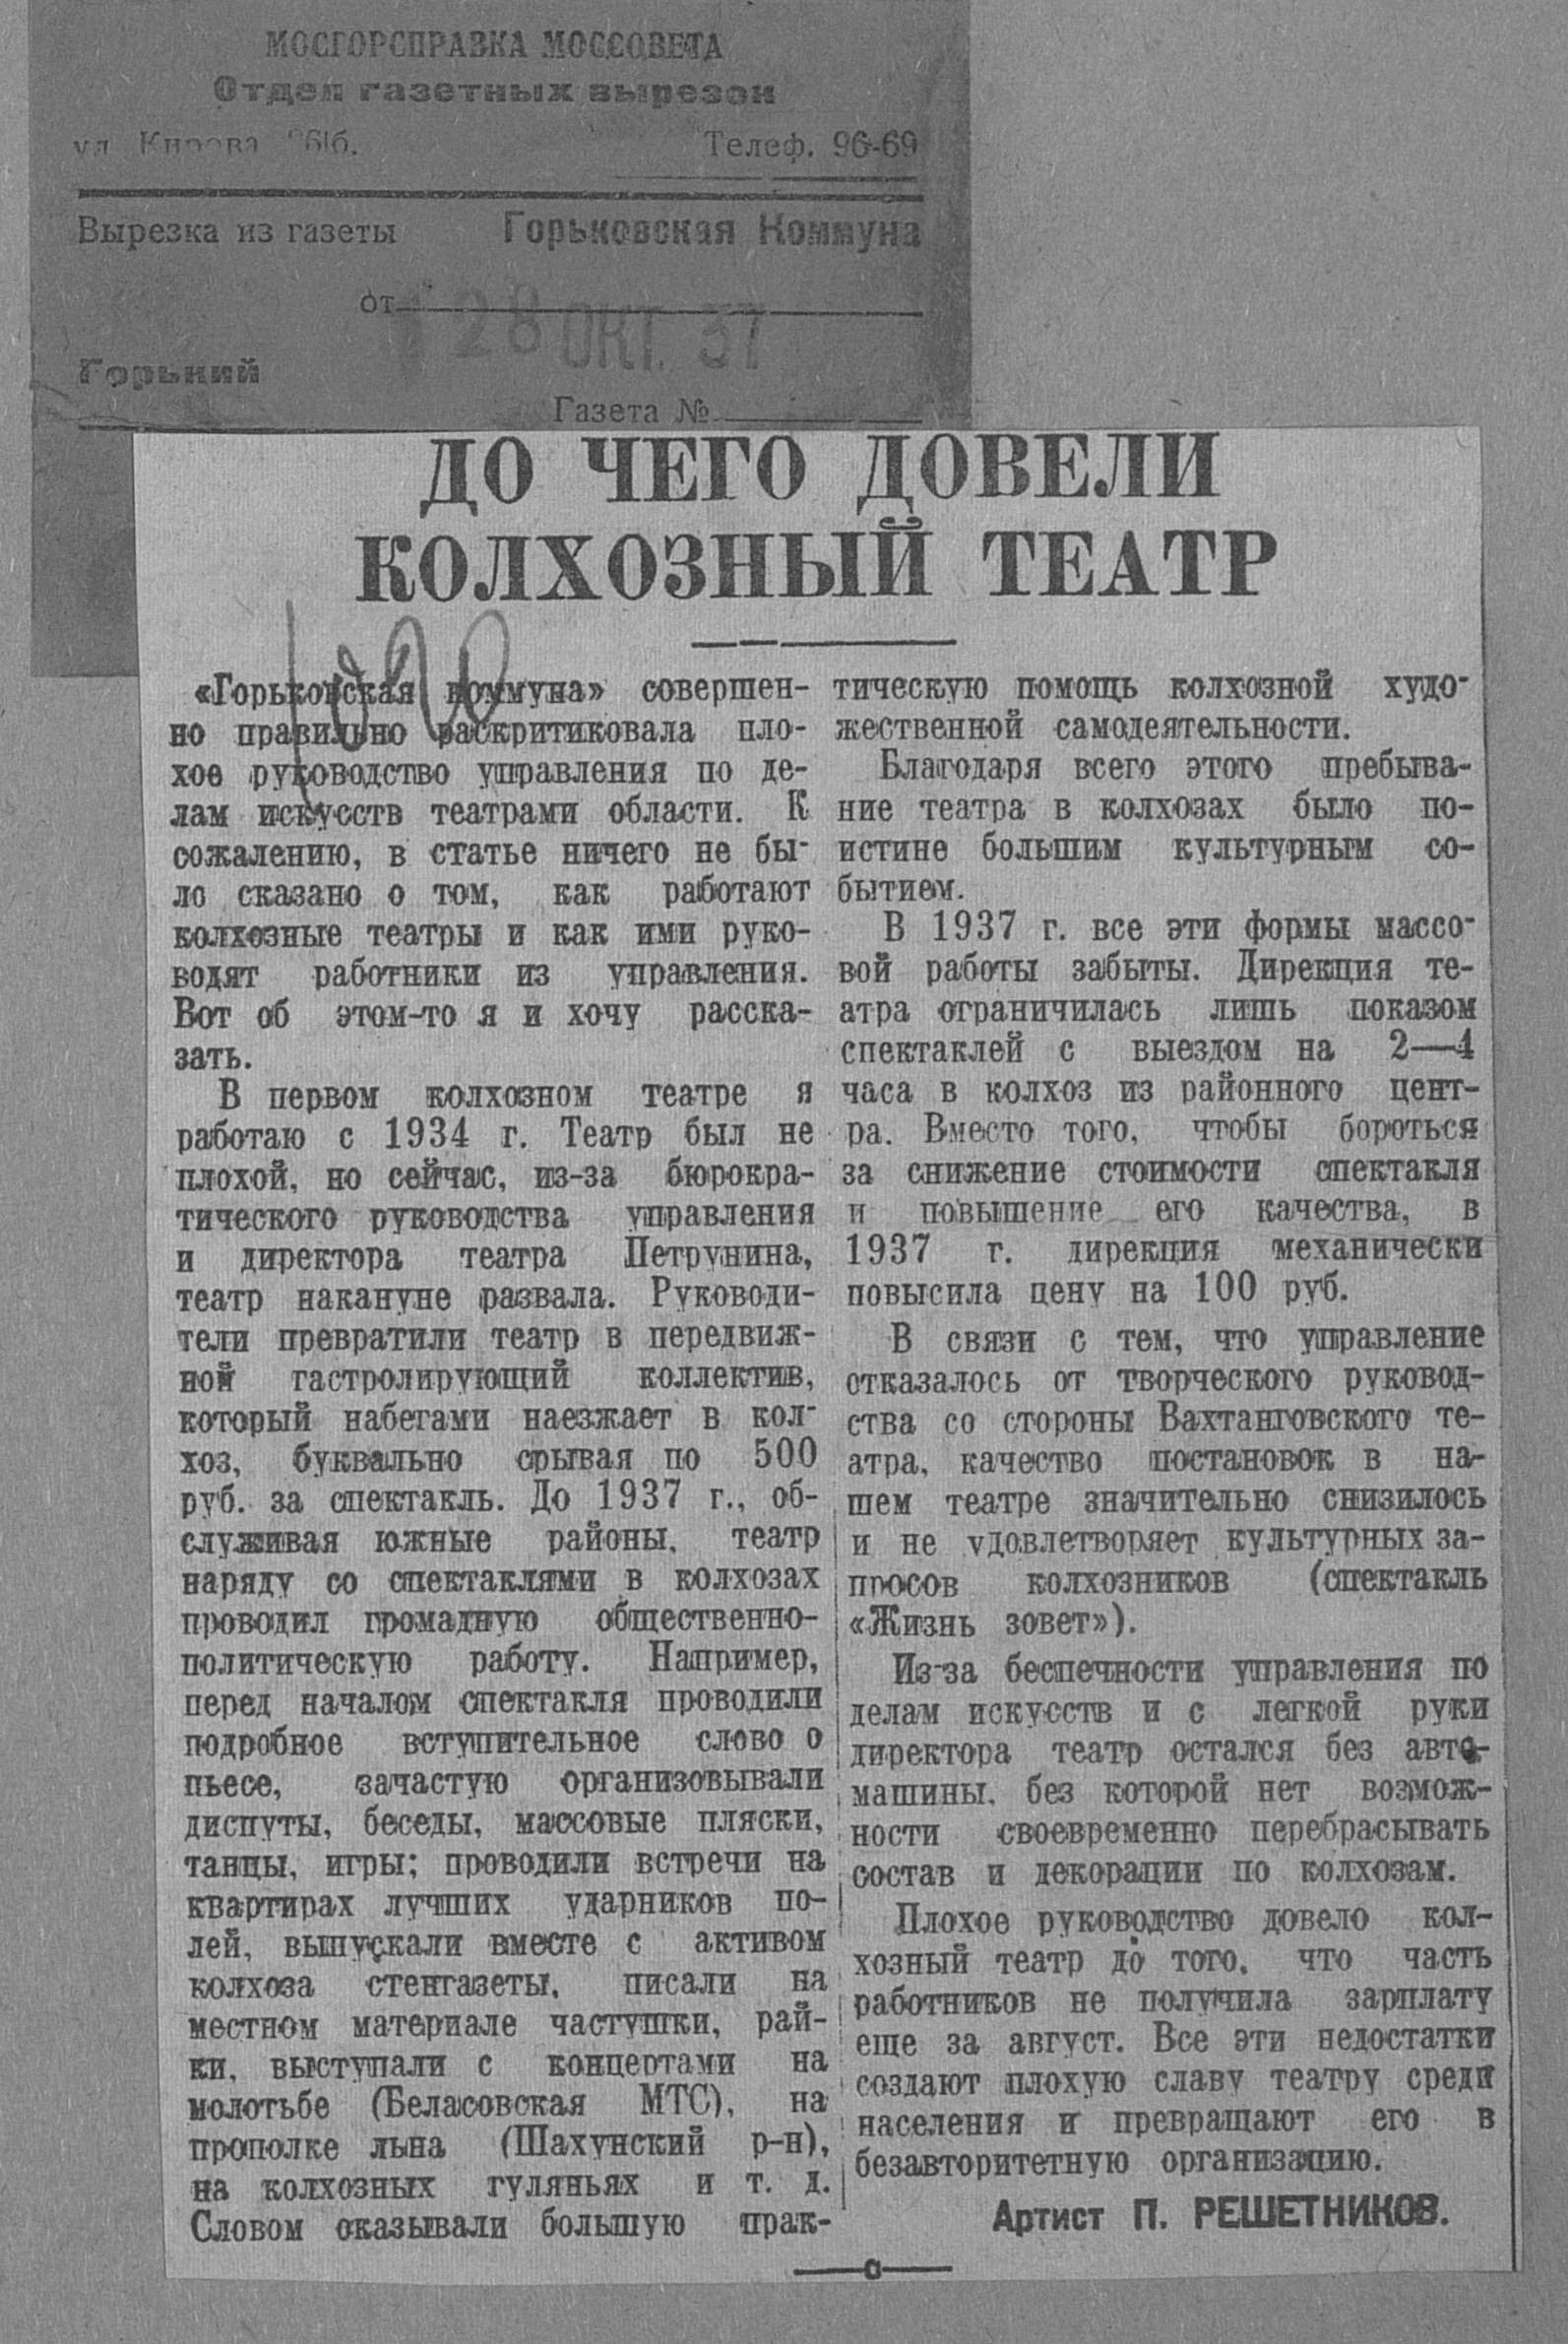 МОСГОРСПРАВКА МОССОВЕТА
Отдел газетных вырезок
ул. Кирова 26|б. Телеф. 96-69
Вырезка из газеты Горьковская Коммуна
от 28 ОКТ. 37
Горький
Газета №
ДО ЧЕГО ДОВЕЛИ
КОЛХОЗНЫЙ ТЕАТР
«Горьковская коммуна» совершен-
но правильно раскритиковала пло-
хое руководство управления по де-
лам искусств театрами области. К
сожалению, в статье ничего не бы-
ло сказано о том, как работают
колхозные театры и как ими руко-
водят работники из управления.
Вот об этом-то я и хочу расска-
зать.
В первом колхозном театре я
работаю с 1934 г. Театр был не
плохой, но сейчас, из-за бюрокра-
тического руководства управления
и директора театра Петрунина,
театр накануне развала. Руководи-
тели превратили театр в передвиж-
ной гастролирующий коллектив,
который набегами наезжает в кол-
хоз, буквально срывая по 500
руб. за спектакль. До 1937 г., об-
служивая южные районы, театр
наряду со спектаклями в колхозах
проводил громадную общественно-
политическую работу. Например,
перед началом спектакля проводили
подробное вступительное слово о
пьесе, зачастую организовывали
диспуты, беседы, массовые пляски,
танцы, игры; проводили встречи на
квартирах лучших ударников по-
лей, выпускали вместе с активом
колхоза стенгазеты, писали на
местном материале частушки, рай-
ки, выступали с концертами на
молотьбе (Беласовская МТС), на
прополке льна (Шахунский р-н),
на колхозных гуляньях и т. д.
Словом оказывали большую прак-
тическую помощь колхозной худо-
жественной самодеятельности.
Благодаря всего этого пребыва-
ние театра в колхозах было по-
истине большим культурным со-
бытием.
В 1937 г. все эти формы массо-
вой работы забыты. Дирекция те-
атра ограничилась лишь показом
спектаклей с выездом на 2—4
часа в колхоз из районного цент-
ра. Вместо того, чтобы бороться
за снижение стоимости спектакля
и повышение его качества, в
1937 г. дирекция механически
повысила цену на 100 руб.
В связи с тем, что управление
отказалось от творческого руковод-
ства со стороны Вахтанговского те-
атра, качество постановок в на-
шем театре значительно снизилось
и не удовлетворяет культурных за-
просов колхозников (спектакль
«Жизнь зовет»).
Из-за беспечности управления по
делам искусств и с легкой руки
директора театр остался без авто-
машины, без которой нет возмож-
ности своевременно перебрасывать
состав и декорации по колхозам.
Плохое руководство довело кол-
хозный театр до того, что часть
работников не получила зарплату
еще за август. Все эти недостатки
создают плохую славу театру среди
населения и превращают его в
безавторитетную организацию.
Артист П. РЕШЕТНИКОВ.